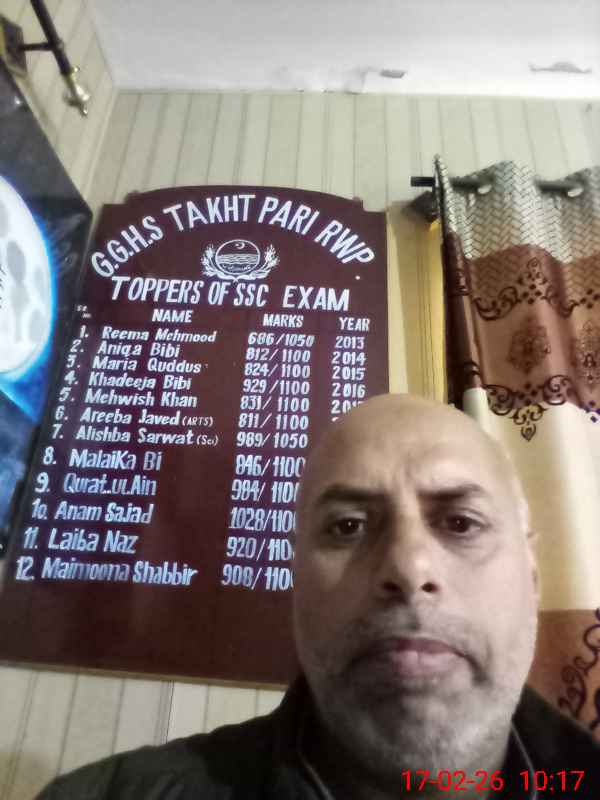 G.G.H.S TAKHT PARI RWP.
TOPPERS OF SSC EXAM
NAME MARKS YEAR
1. Reema Mehmood 686/1050 2013
2. Aniqa Bibi 812/1100 2014
3. Maria Quddus 824/1100 2015
4. Khadeeja Bibi 929/1100 2016
5. Mehwish Khan 831/1100
6. Areeba Javed (ARTS) 811/1100
7. Alishba Sarwat (Sci) 989/1050
8. MalaiKa Bi 846/1100
9. Qurat.ul.Ain 984/110
10. Anam Sajad 1028/110
11. Laiba Naz 920/110
12. Maimoona Shabbir 908/110
17-02-26 10:17